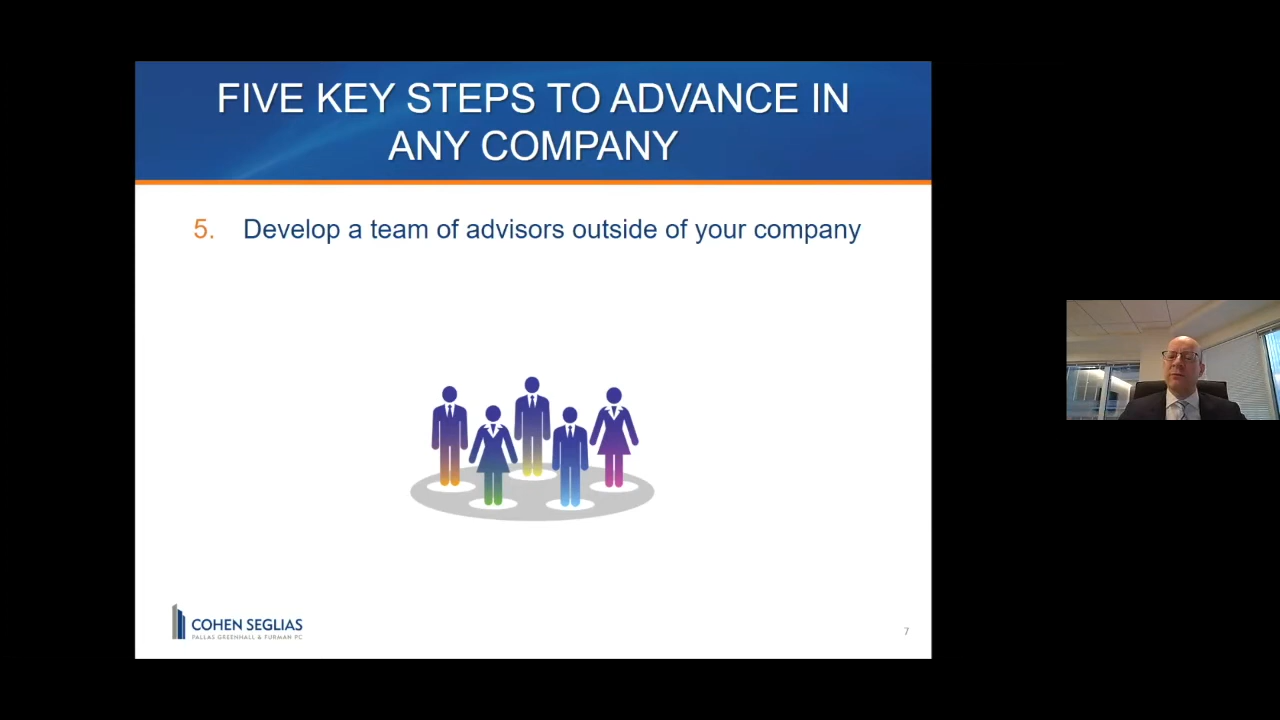 FIVE KEY STEPS TO ADVANCE IN
ANY COMPANY
5. Develop a team of advisors outside of your company
COHEN SEGLIAS
PALLAS GREENHALL & FURMAN PC
7